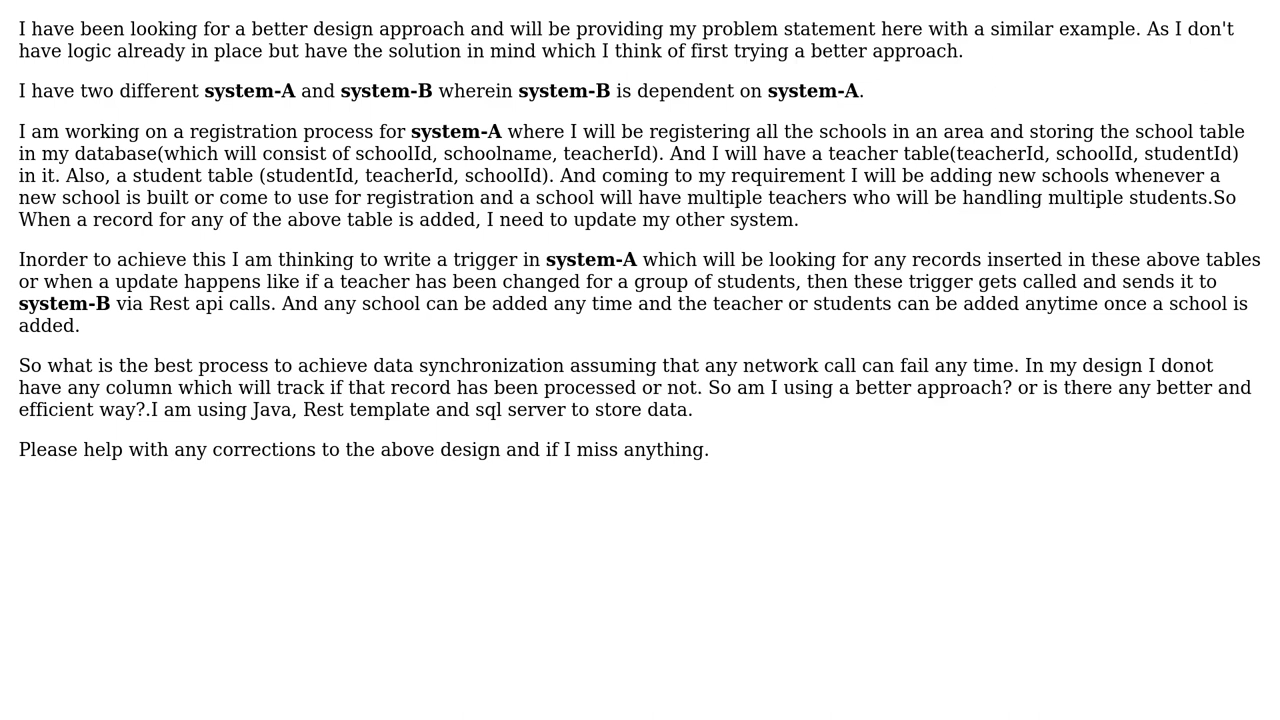 I have been looking for a better design approach and will be providing my problem statement here with a similar example. As I don't
have logic already in place but have the solution in mind which I think of first trying a better approach.
I have two different system-A and system-B wherein system-B is dependent on system-A.
I am working on a registration process for system-A where I will be registering all the schools in an area and storing the school table
in my database(which will consist of schoolId, schoolname, teacherId). And I will have a teacher table(teacherId, schoolId, studentId)
in it. Also, a student table (studentId, teacherId, schoolId). And coming to my requirement I will be adding new schools whenever a
new school is built or come to use for registration and a school will have multiple teachers who will be handling multiple students.So
When a record for any of the above table is added, I need to update my other system.
Inorder to achieve this I am thinking to write a trigger in system-A which will be looking for any records inserted in these above tables
or when a update happens like if a teacher has been changed for a group of students, then these trigger gets called and sends it to
system-B via Rest api calls. And any school can be added any time and the teacher or students can be added anytime once a school is
added.
So what is the best process to achieve data synchronization assuming that any network call can fail any time. In my design I donot
have any column which will track if that record has been processed or not. So am I using a better approach? or is there any better and
efficient way?.I am using Java, Rest template and sql server to store data.
Please help with any corrections to the above design and if I miss anything.